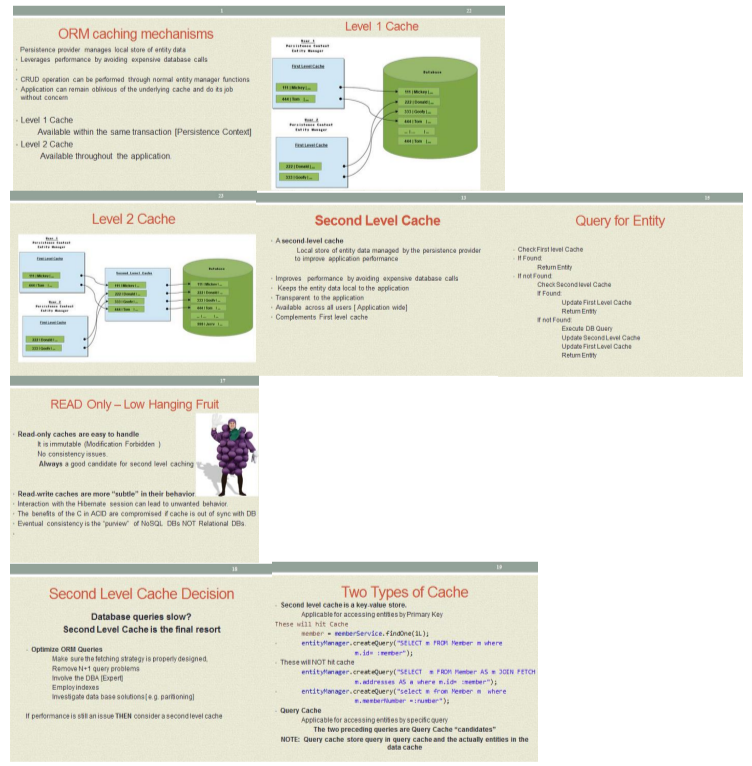 ORM caching mechanisms
Persistence provider manages local store of entity data
Leverages performance by avoiding expensive database calls
CRUD operation can be performed through normal entity manager functions
Application can remain oblivious of the underlying cache and do its job
without concern
Level 1 Cache
Available within the same transaction [Persistence Context]
Level 2 Cache
Available throughout the application.
Level 1 Cache
User 1
Persistence Context
Entity Manager
First Level Cache
111 | Mickey |...
444 | Tom |...
User 2
Persistence Context
Entity Manager
First Level Cache
222 | Donald |...
333 | Goofy |...
Database
111 | Mickey |...
222 | Donald |...
333 | Goofy |...
444 | Tom |...
Level 2 Cache
Persistence Context
Entity Manager
First Level Cache
111 | Mickey |...
444 | Tom |...
Persistence Context
Entity Manager
First Level Cache
222 | Donald |...
333 | Goofy |...
Second Level Cache
111 | Mickey |...
222 | Donald |...
333 | Goofy |...
444 | Tom |...
Database
111 | Mickey |...
222 | Donald |...
333 | Goofy |...
444 | Tom |...
Second Level Cache
A second-level cache
Local store of entity data managed by the persistence provider
to improve application performance
Improves performance by avoiding expensive database calls
Keeps the entity data local to the application
Transparent to the application
Available across all users [ Application wide]
Complements First level cache
Query for Entity
Check First level Cache
If Found:
Return Entity
If not Found:
Check Second level Cache
If Found:
Update First Level Cache
Return Entity
If not Found:
Execute DB Query
Update Second Level Cache
Update First Level Cache
Return Entity
17
READ Only – Low Hanging Fruit
Read-only caches are easy to handle
It is immutable (Modification Forbidden )
No consistency issues.
Always a good candidate for second level caching
Read-write caches are more “subtle” in their behavior.
Interaction with the Hibernate session can lead to unwanted behavior.
The benefits of the C in ACID are compromised if cache is out of sync with DB
Eventual consistency is the “purview” of NoSQL DBs NOT Relational DBs.
Second Level Cache Decision
Database queries slow?
Second Level Cache is the final resort
Optimize ORM Queries
Make sure the fetching strategy is properly designed,
Remove N+1 query problems
Involve the DBA [Expert]
Employ indexes
Investigate data base solutions [e.g. paritioning]
If performance is still an issue THEN consider a second level cache
Two Types of Cache
Second level cache is a key-value store.
Applicable for accessing entities by Primary Key
These will hit Cache
member = memberService.findOne(1L);
entityManager.createQuery("SELECT m FROM Member m where
m.id= :member");
These will NOT hit cache
entityManager.createQuery("SELECT m FROM Member AS m JOIN FETCH
m.addresses AS a where m.id= :member");
entityManager.createQuery("select m from Member m where
m.memberNumber =:number");
Query Cache
Applicable for accessing entities by specific query
The two preceding queries are Query Cache “candidates”
NOTE: Query cache store query in query cache and the actually entities in the
data cache